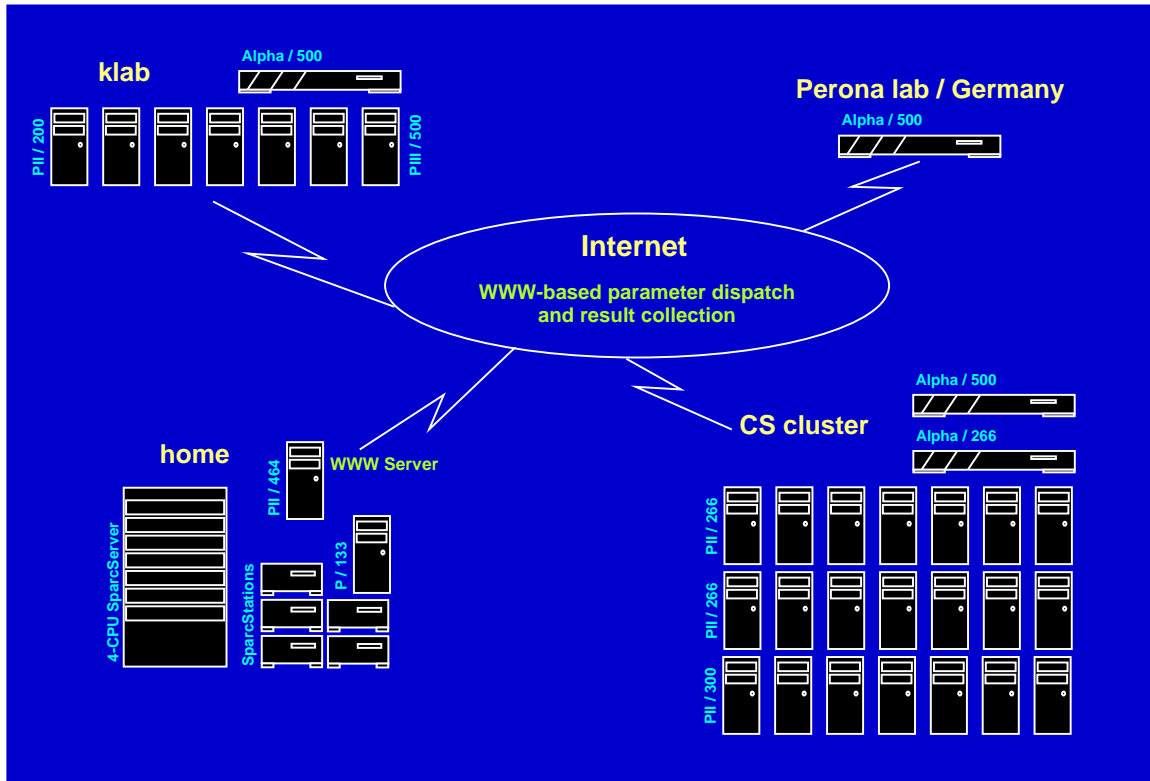 klab
Alpha / 500
PII / 200
PIII / 500
Perona lab / Germany
Alpha / 500
Internet
WWW-based parameter dispatch
and result collection
home
PII / 464
WWW Server
4-CPU SparcServer
SparcStations
P / 133
CS cluster
Alpha / 500
Alpha / 266
PII / 266
PII / 266
PII / 300